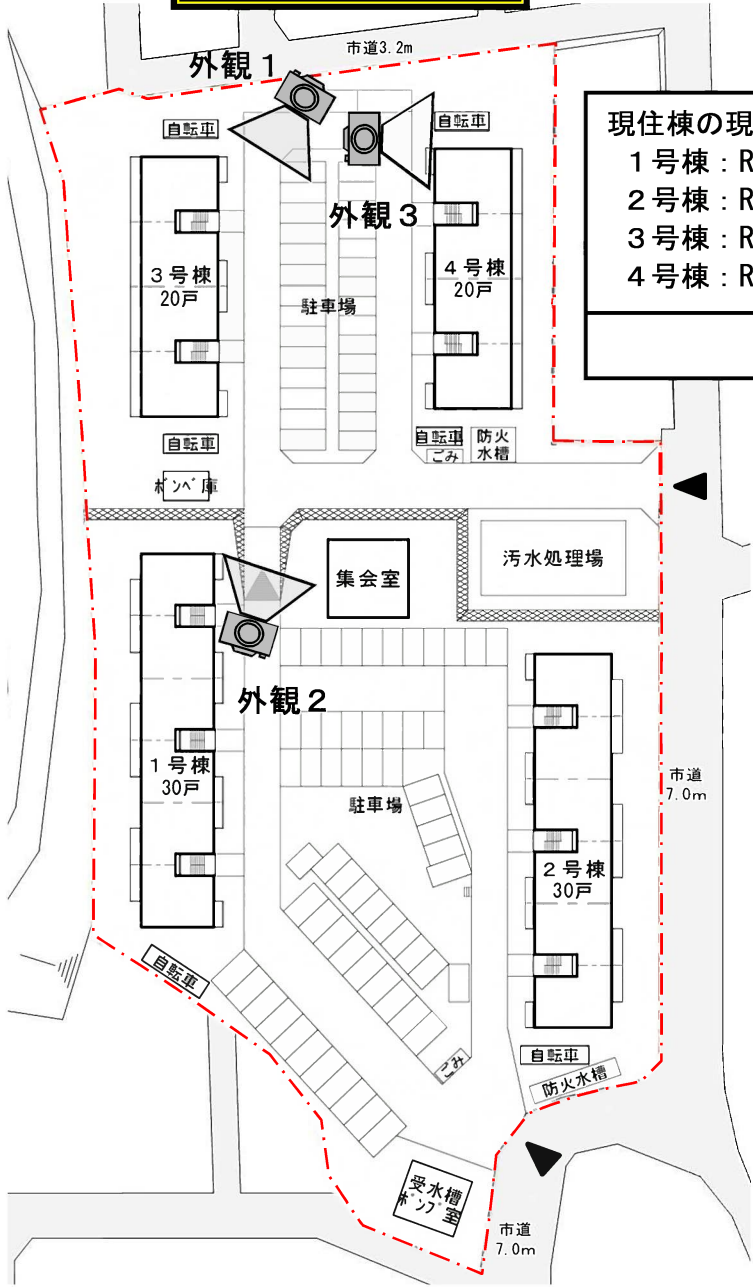 市道3.2m
外観１
自転車
自転車
現住棟の現
１号棟：R
２号棟：R
３号棟：R
４号棟：R
外観３
３号棟
20戸
４号棟
20戸
駐車場
自転車
自転車
ごみ
防火
水槽
ボンベ庫
集会室
汚水処理場
外観２
１号棟
30戸
市道
7.0m
駐車場
２号棟
30戸
自転車
ごみ
自転車
防火水槽
受水槽
ポンプ室
市道
7.0m